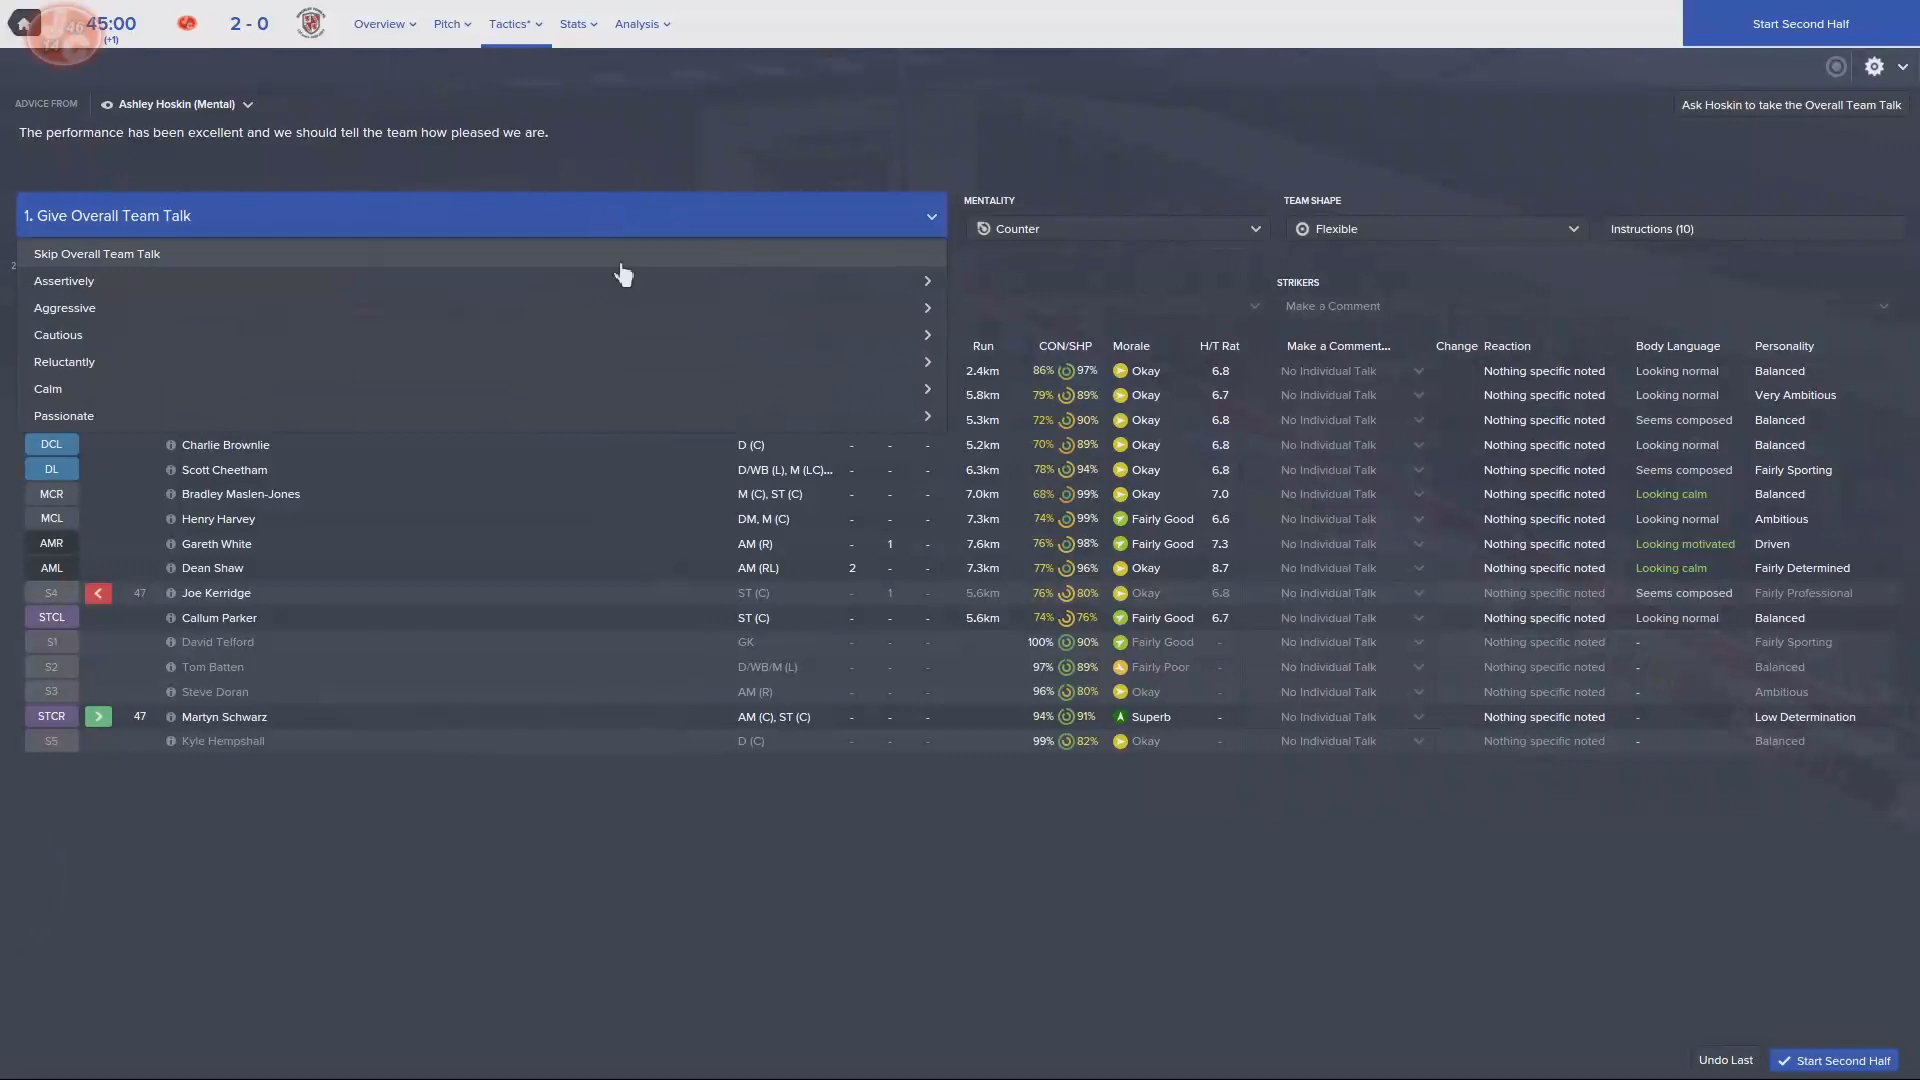 45:00 2 - 0 Overview Pitch Tactics* Stats Analysis Start Second Half
(+1)
ADVICE FROM Ashley Hoskin (Mental) Ask Hoskin to take the Overall Team Talk
The performance has been excellent and we should tell the team how pleased we are.
MENTALITY TEAM SHAPE
1. Give Overall Team Talk Counter Flexible Instructions (10)
Skip Overall Team Talk
2
Assertively STRIKERS
Aggressive Make a Comment
Cautious
Run CON/SHP Morale H/T Rat Make a Comment... Change Reaction Body Language Personality
Reluctantly 2.4km 86% 97% Okay 6.8 No Individual Talk Nothing specific noted Looking normal Balanced
Calm 5.8km 79% 89% Okay 6.7 No Individual Talk Nothing specific noted Looking normal Very Ambitious
Passionate 5.3km 72% 90% Okay 6.8 No Individual Talk Nothing specific noted Seems composed Balanced
DCL Charlie Brownlie D (C) - - - 5.2km 70% 89% Okay 6.8 No Individual Talk Nothing specific noted Looking normal Balanced
DL Scott Cheetham D/WB (L), M (LC)... - - - 6.3km 78% 94% Okay 6.8 No Individual Talk Nothing specific noted Seems composed Fairly Sporting
MCR Bradley Maslen-Jones M (C), ST (C) - - - 7.0km 68% 99% Okay 7.0 No Individual Talk Nothing specific noted Looking calm Balanced
MCL Henry Harvey DM, M (C) - - - 7.3km 74% 99% Fairly Good 6.6 No Individual Talk Nothing specific noted Looking normal Ambitious
AMR Gareth White AM (R) - 1 - 7.6km 76% 98% Fairly Good 7.3 No Individual Talk Nothing specific noted Looking motivated Driven
AML Dean Shaw AM (RL) 2 - - 7.3km 77% 96% Okay 8.7 No Individual Talk Nothing specific noted Looking calm Fairly Determined
S4 47 Joe Kerridge ST (C) - 1 - 5.6km 76% 80% Okay 6.8 No Individual Talk Nothing specific noted Seems composed Fairly Professional
STCL Callum Parker ST (C) - - - 5.6km 74% 76% Fairly Good 6.7 No Individual Talk Nothing specific noted Looking normal Balanced
S1 David Telford GK - - - 100% 90% Fairly Good - No Individual Talk Nothing specific noted - Fairly Sporting
S2 Tom Batten D/WB/M (L) - - - 97% 89% Fairly Poor - No Individual Talk Nothing specific noted - Balanced
S3 Steve Doran AM (R) - - - 96% 80% Okay - No Individual Talk Nothing specific noted - Ambitious
STCR 47 Martyn Schwarz AM (C), ST (C) - - - 94% 91% Superb - No Individual Talk Nothing specific noted - Low Determination
S5 Kyle Hempshall D (C) - - - 99% 82% Okay - No Individual Talk Nothing specific noted - Balanced
Undo Last Start Second Half